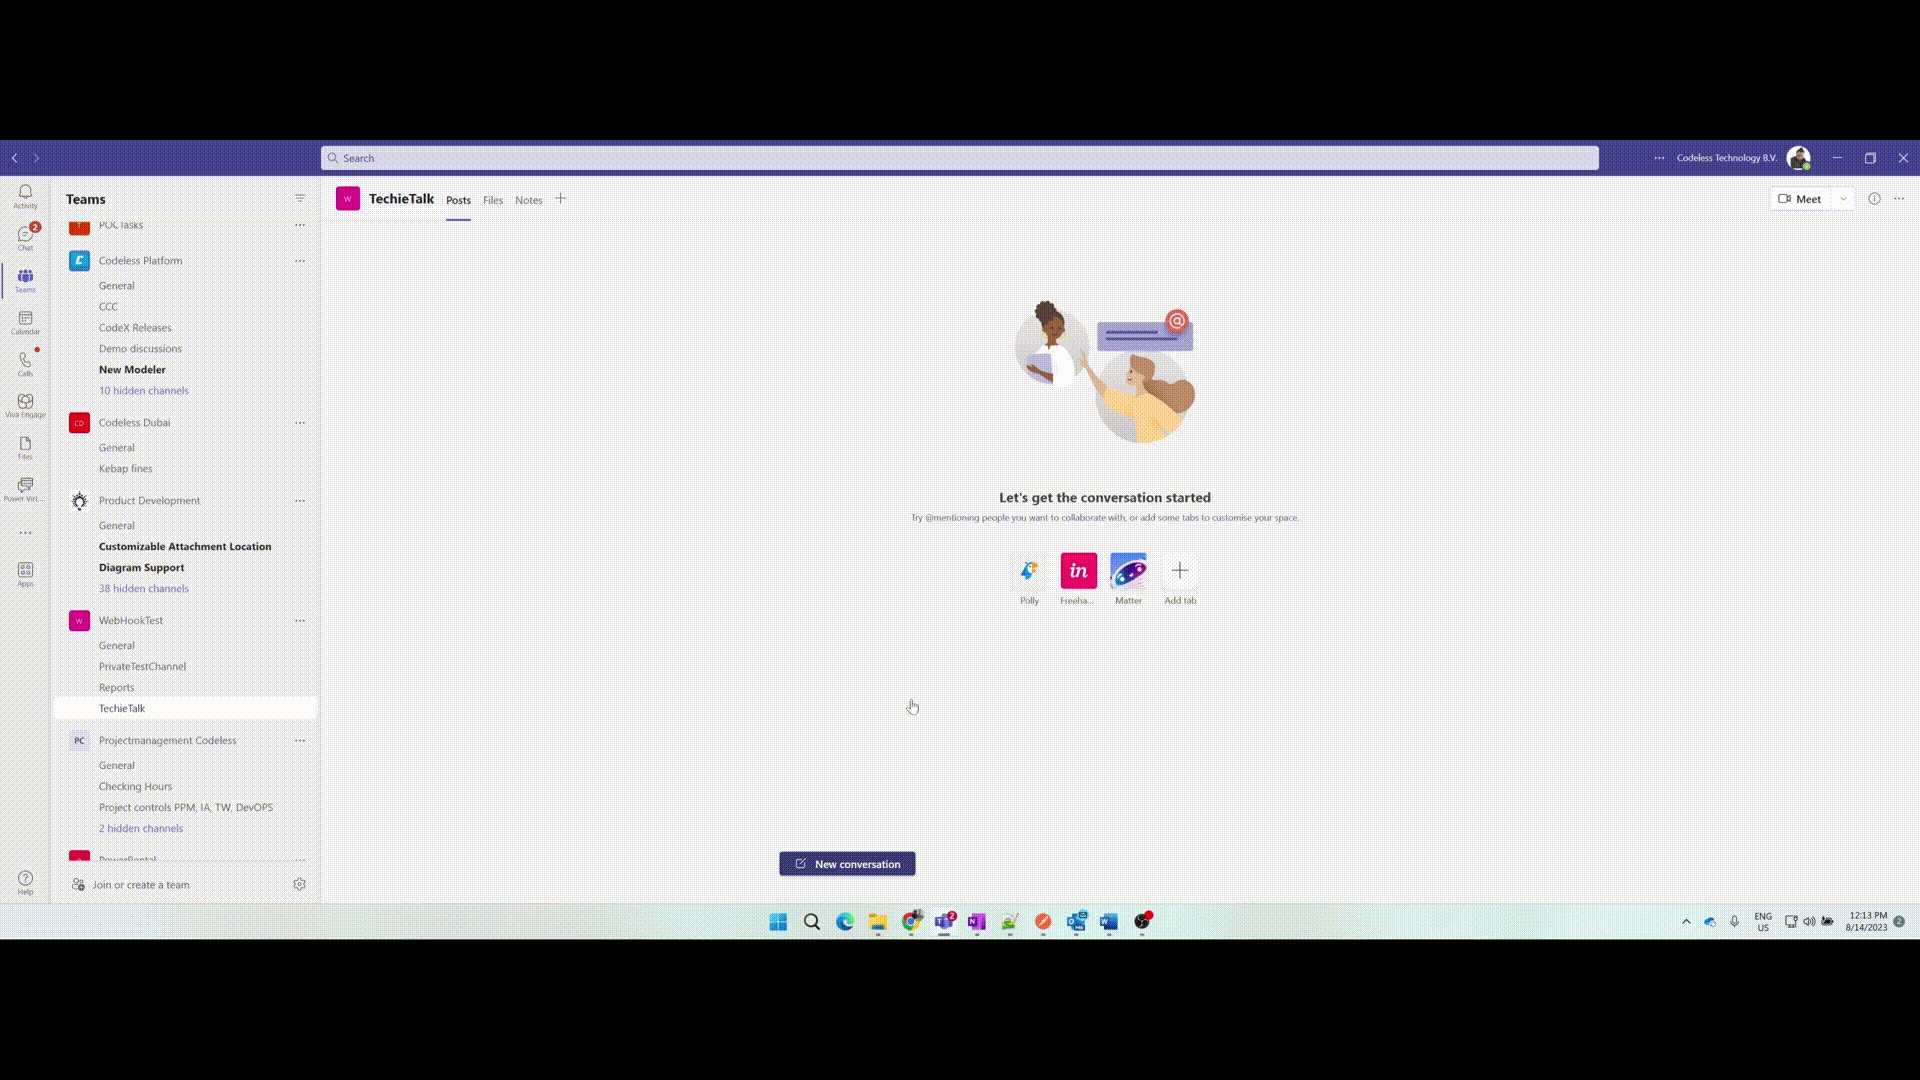 Search
Codeless Technology B.V.
Activity
Chat
2
Teams
Calendar
Calls
Viva Engage
Files
Power Virt...
Apps
Help
Teams
POCTasks
Codeless Platform
General
CCC
CodeX Releases
Demo discussions
New Modeler
10 hidden channels
CD Codeless Dubai
General
Kebap fines
Product Development
General
Customizable Attachment Location
Diagram Support
38 hidden channels
W WebHookTest
General
PrivateTestChannel
Reports
TechieTalk
PC Projectmanagement Codeless
General
Checking Hours
Project controls PPM, IA, TW, DevOPS
2 hidden channels
PowerRental
Join or create a team
W TechieTalk Posts Files Notes
Meet
@
Let's get the conversation started
Try @mentioning people you want to collaborate with, or add some tabs to customise your space.
in
Polly Freeha... Matter Add tab
New conversation
2
ENG
US
12:13 PM
8/14/2023
2